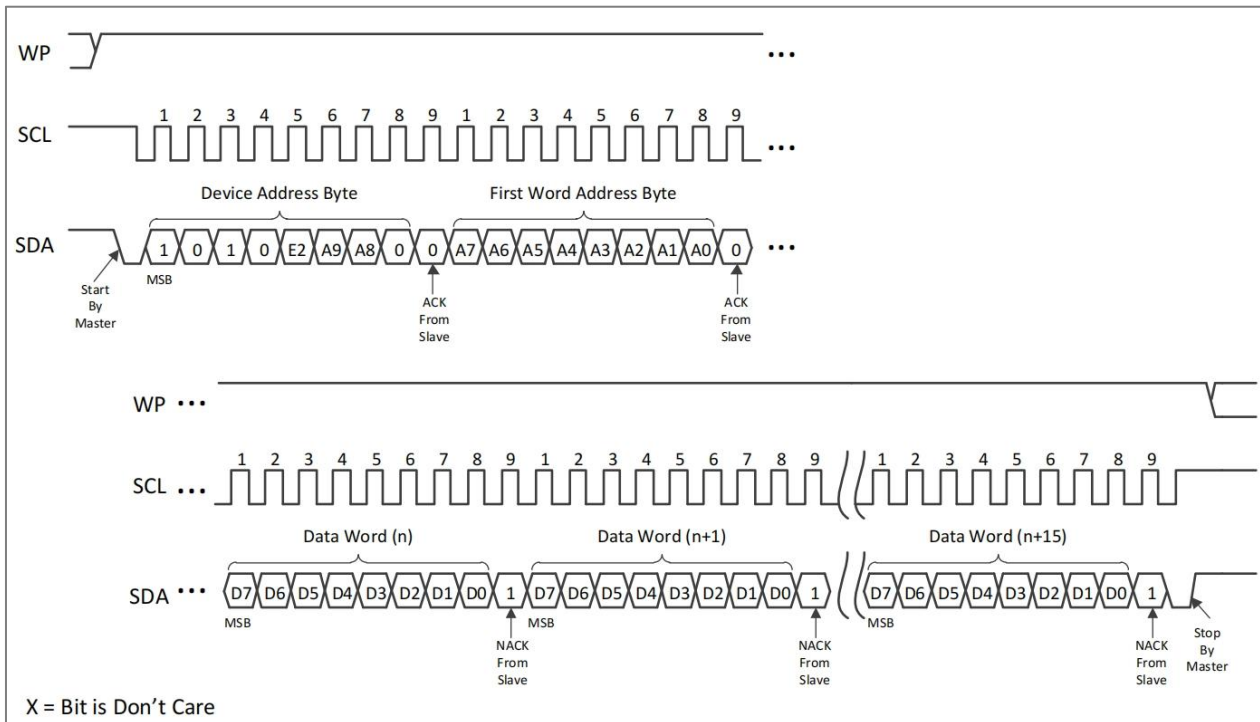 WP ...
1 2 3 4 5 6 7 8 9 1 2 3 4 5 6 7 8 9
SCL ...
Device Address Byte First Word Address Byte
SDA 1 0 1 0 E2 A9 A8 0 0 A7 A6 A5 A4 A3 A2 A1 A0 0 ...
MSB
Start
By
Master
ACK
From
Slave
ACK
From
Slave
WP ...
1 2 3 4 5 6 7 8 9 1 2 3 4 5 6 7 8 9 1 2 3 4 5 6 7 8 9
SCL ...
Data Word (n) Data Word (n+1) Data Word (n+15)
SDA ... D7 D6 D5 D4 D3 D2 D1 D0 1 D7 D6 D5 D4 D3 D2 D1 D0 1 D7 D6 D5 D4 D3 D2 D1 D0 1
MSB MSB MSB
NACK
From
Slave
NACK
From
Slave
NACK
From
Slave
Stop
By
Master
X = Bit is Don't Care